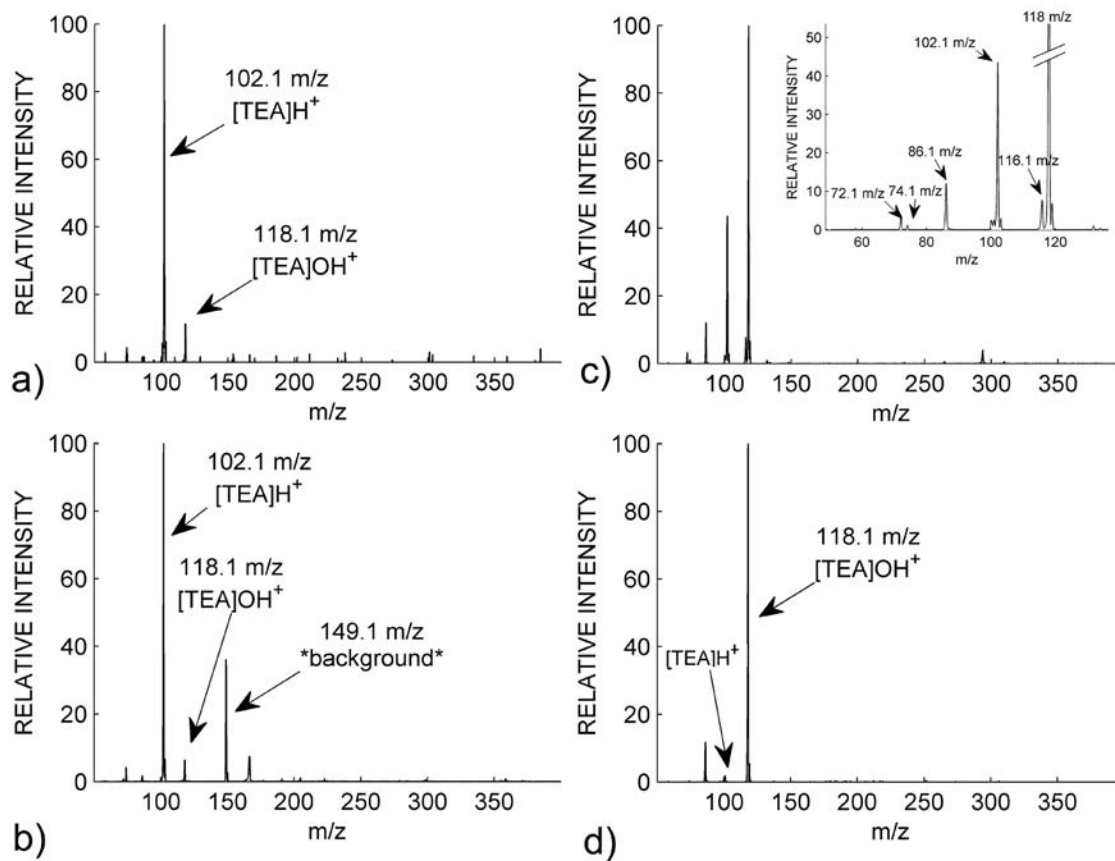 RELATIVE INTENSITY
100
80
60
40
20
0
102.1 m/z
[TEA]H+
118.1 m/z
[TEA]OH+
100 150 200 250 300 350
m/z
a)
RELATIVE INTENSITY
100
80
60
40
20
0
100 150 200 250 300 350
m/z
c)
RELATIVE INTENSITY
50
40
30
20
10
0
118 m/z
102.1 m/z
86.1 m/z
116.1 m/z
72.1 m/z
74.1 m/z
60 80 100 120
m/z
RELATIVE INTENSITY
100
80
60
40
20
0
102.1 m/z
[TEA]H+
118.1 m/z
[TEA]OH+
149.1 m/z
*background*
100 150 200 250 300 350
m/z
b)
RELATIVE INTENSITY
100
80
60
40
20
0
118.1 m/z
[TEA]OH+
[TEA]H+
100 150 200 250 300 350
m/z
d)